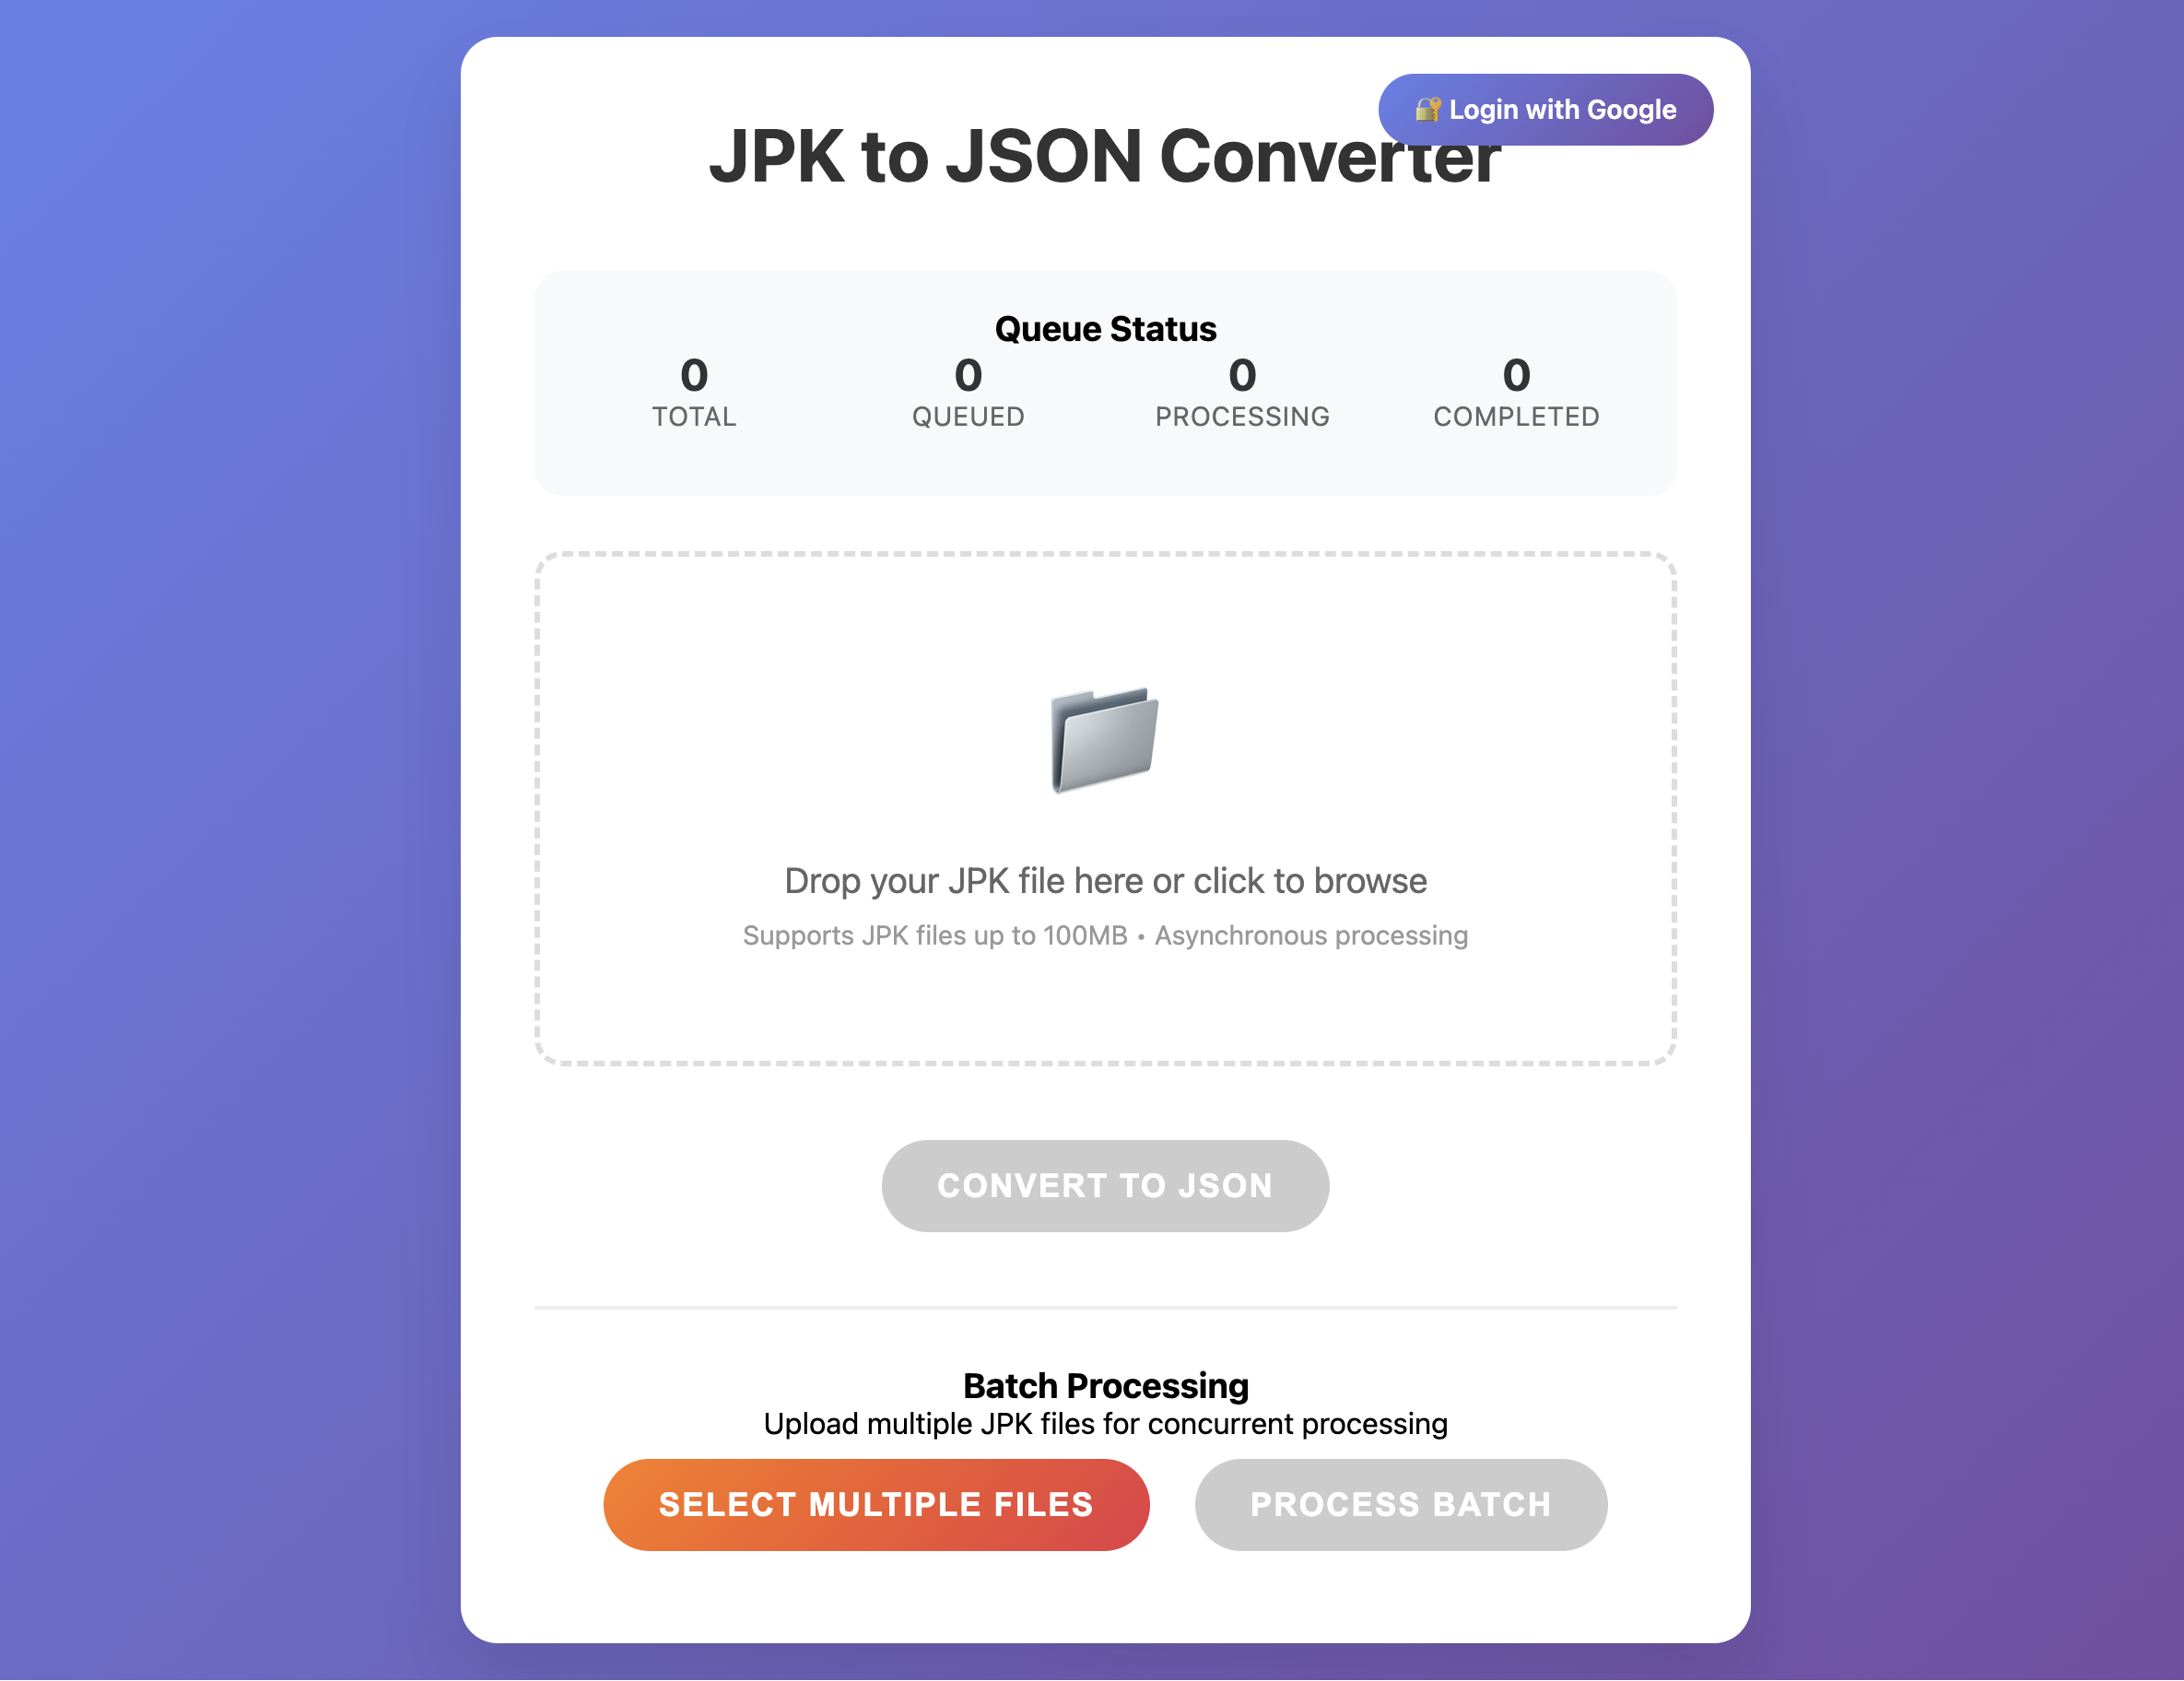 🔐 Login with Google
JPK to JSON Converter
Queue Status
0 0 0 0
TOTAL QUEUED PROCESSING COMPLETED
Drop your JPK file here or click to browse
Supports JPK files up to 100MB • Asynchronous processing
CONVERT TO JSON
Batch Processing
Upload multiple JPK files for concurrent processing
SELECT MULTIPLE FILES PROCESS BATCH